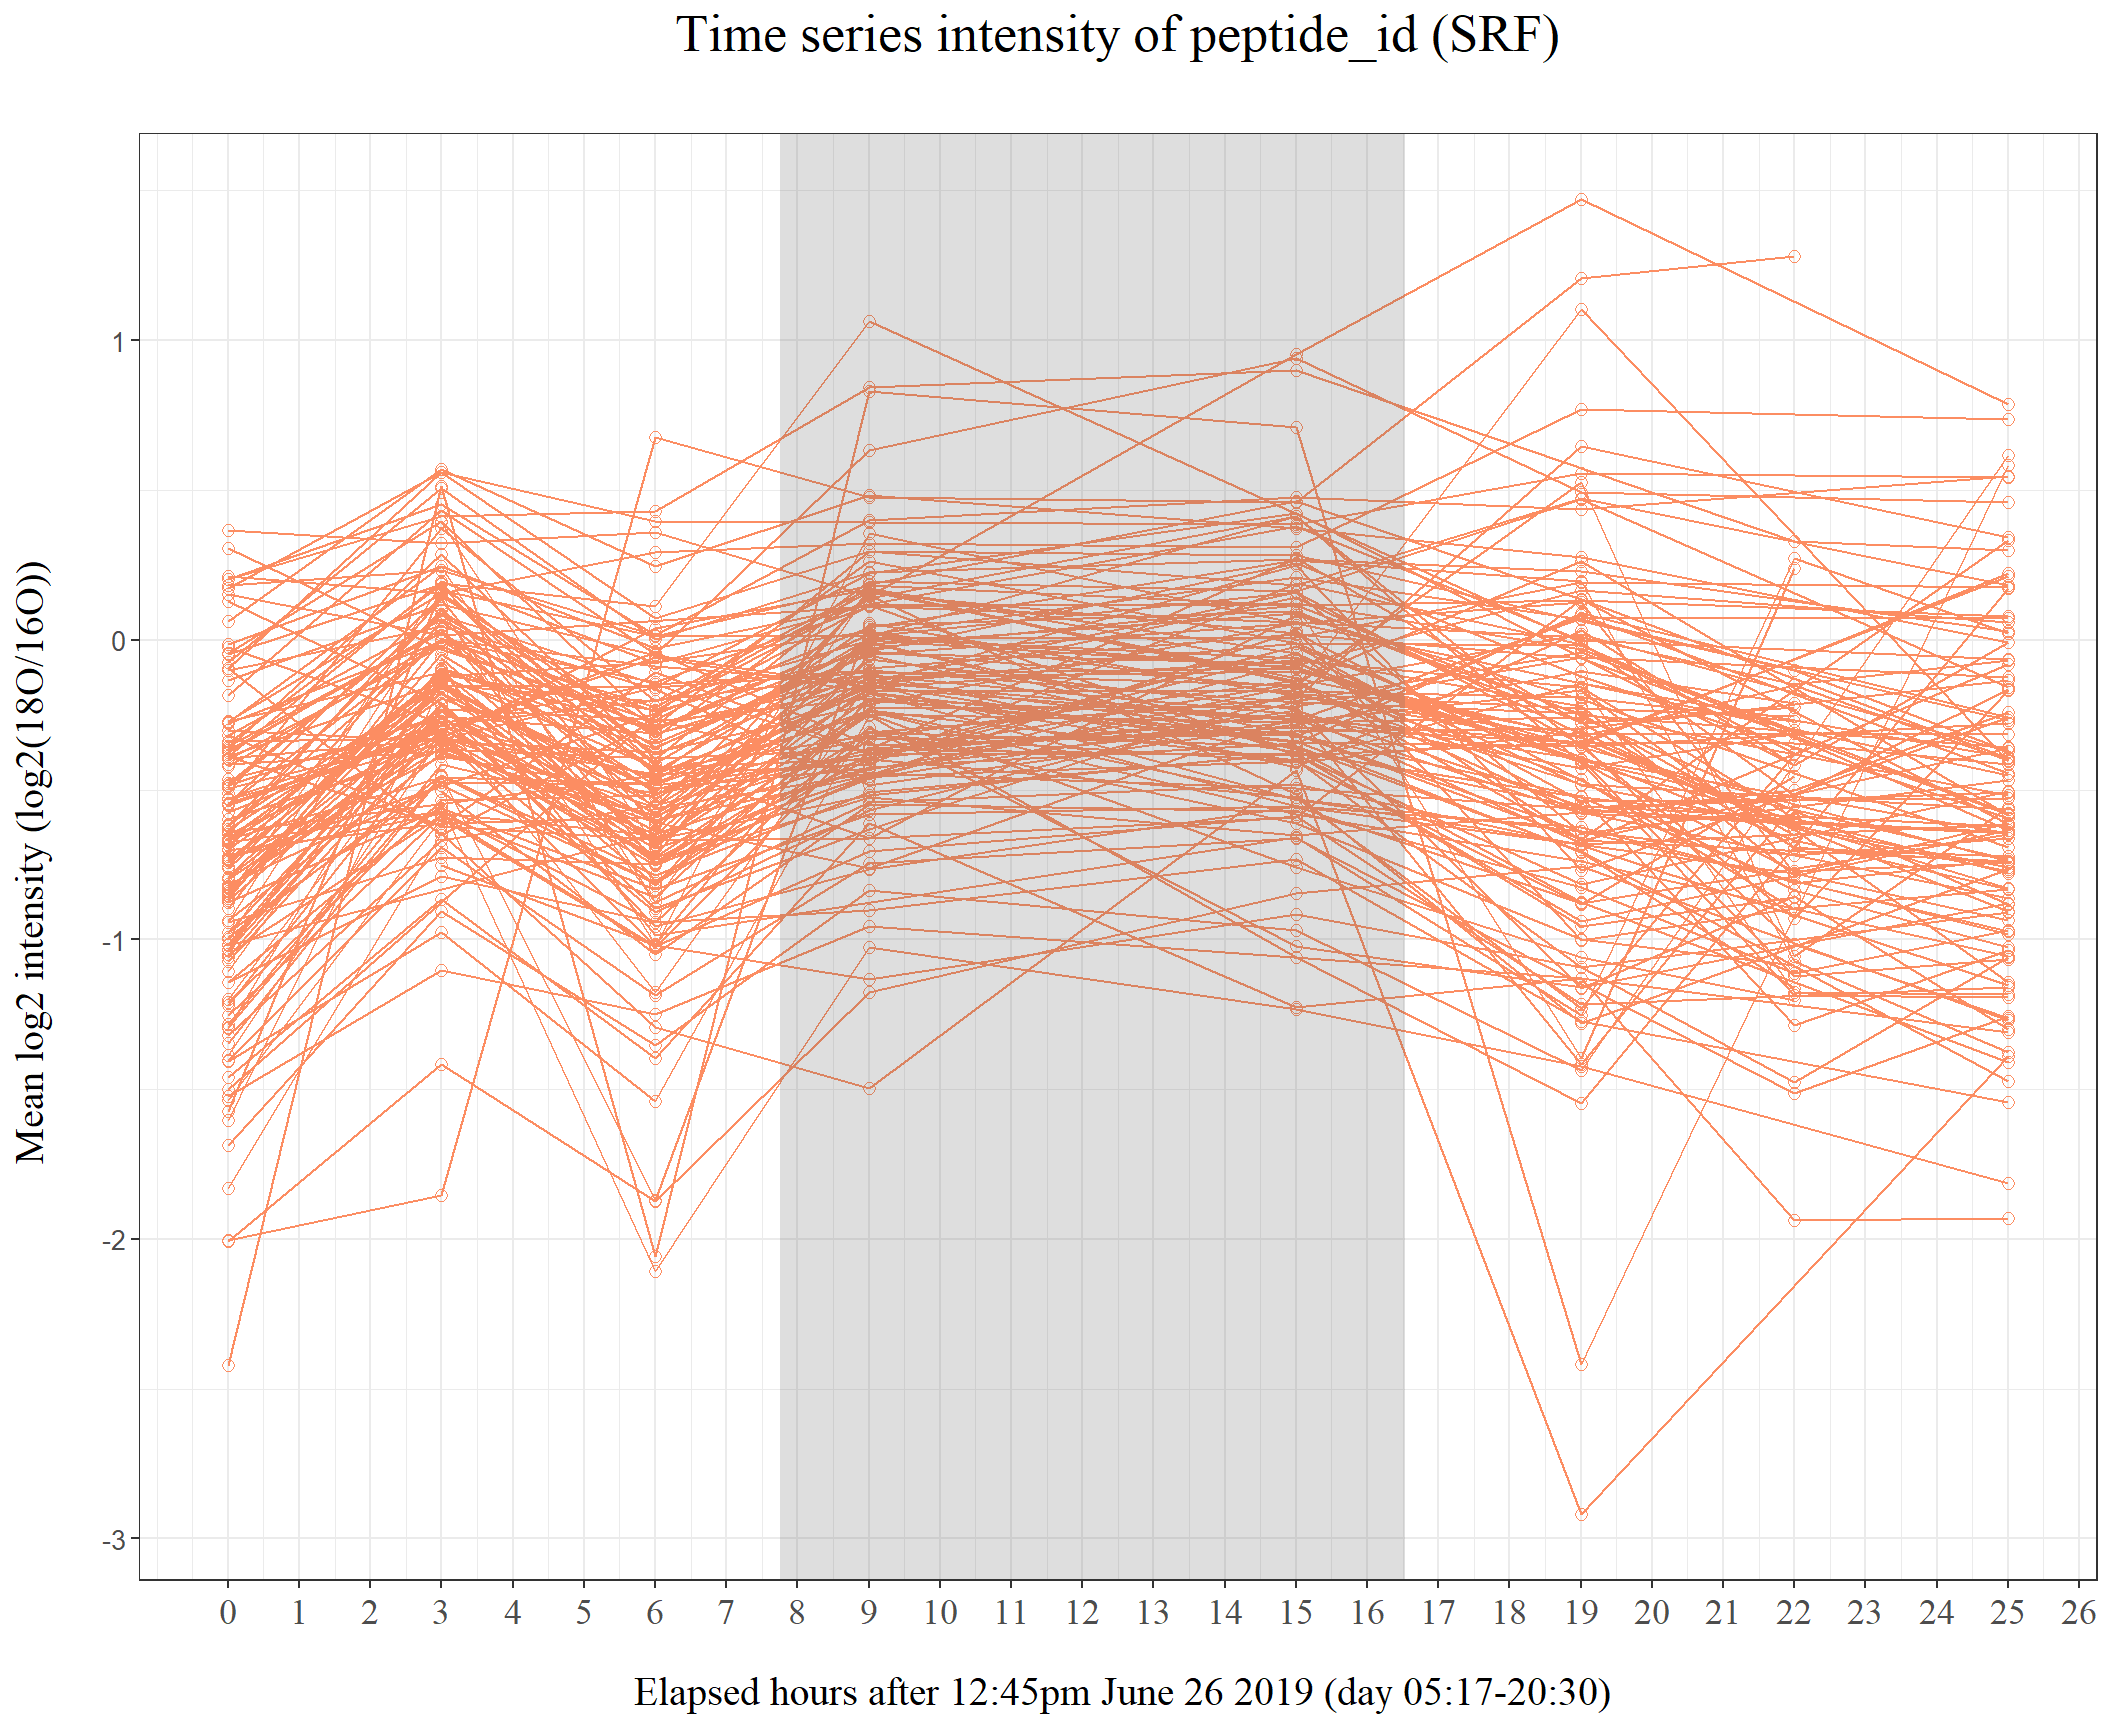 Time series intensity of peptide_id (SRF)
Mean log2 intensity (log2(18O/16O))
1
0
-1
-2
-3
0 1 2 3 4 5 6 7 8 9 10 11 12 13 14 15 16 17 18 19 20 21 22 23 24 25 26
Elapsed hours after 12:45pm June 26 2019 (day 05:17-20:30)